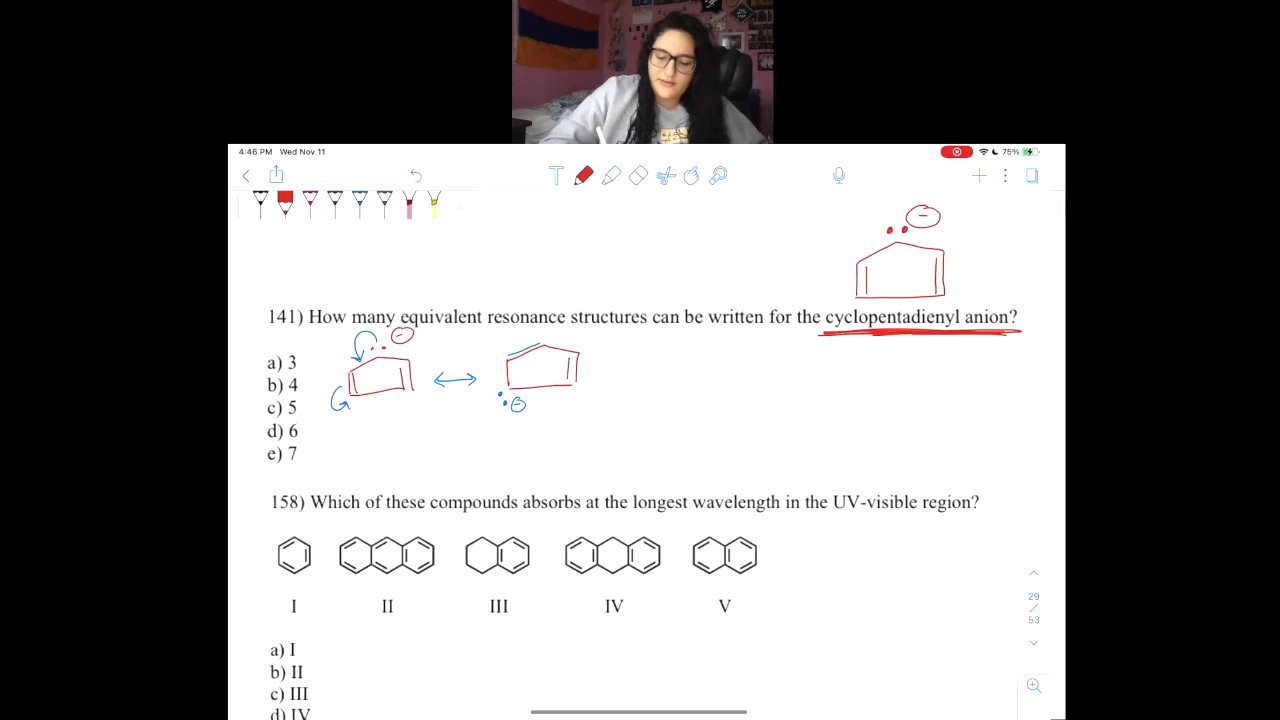 4:46 PM Wed Nov 11
75%
141) How many equivalent resonance structures can be written for the cyclopentadienyl anion?
a) 3
b) 4
c) 5
d) 6
e) 7
158) Which of these compounds absorbs at the longest wavelength in the UV-visible region?
I II III IV V
29
/
53
a) I
b) II
c) III
d) IV